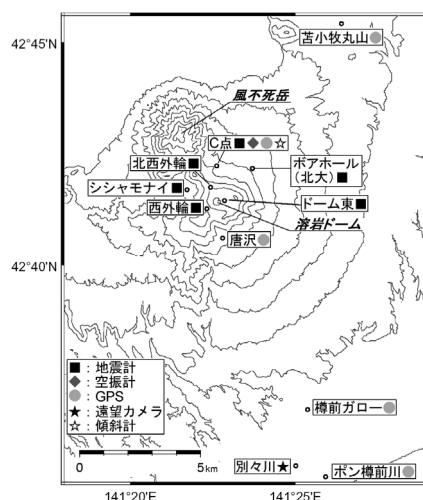 42°45'N
苫小牧丸山
風不死岳
C点
北西外輪
ボアホール
（北大）
シシャモナイ
ドーム東
西外輪
溶岩ドーム
唐沢
42°40'
：地震計
：空振計
：GPS
：遠望カメラ
：傾斜計
樽前ガロー
0 5
km
別々川
ポン樽前川
141°20' 141°25'E